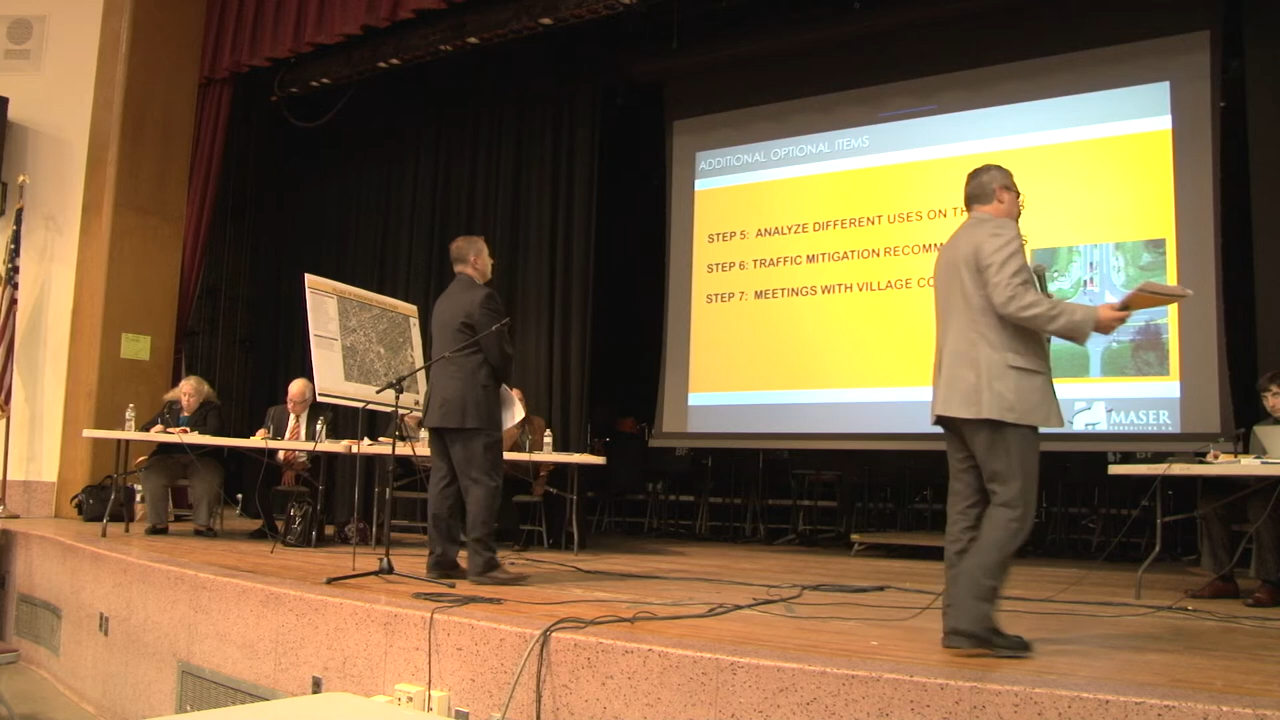 ADDITIONAL OPTIONAL ITEMS
STEP 5: ANALYZE DIFFERENT USES ON TH
STEP 6: TRAFFIC MITIGATION RECOMM
STEP 7: MEETINGS WITH VILLAGE CO
MASER
CONSULTING P.A.